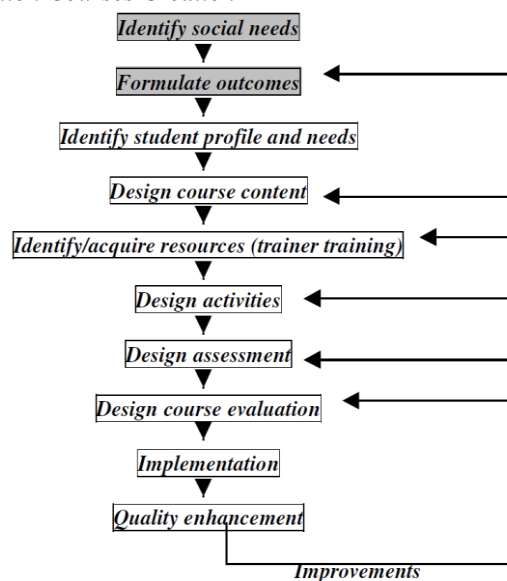 Identify social needs
Formulate outcomes
Identify student profile and needs
Design course content
Identify/acquire resources (trainer training)
Design activities
Design assessment
Design course evaluation
Implementation
Quality enhancement
Improvements